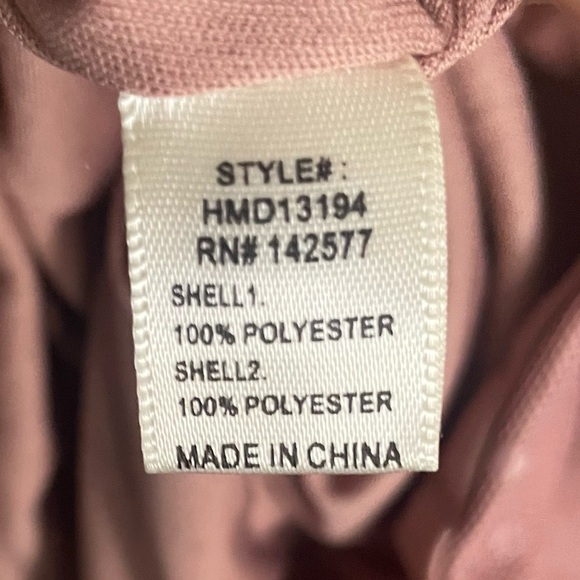 STYLE#:
HMD13194
RN# 142577
SHELL1.
100% POLYESTER
SHELL2.
100% POLYESTER
MADE IN CHINA